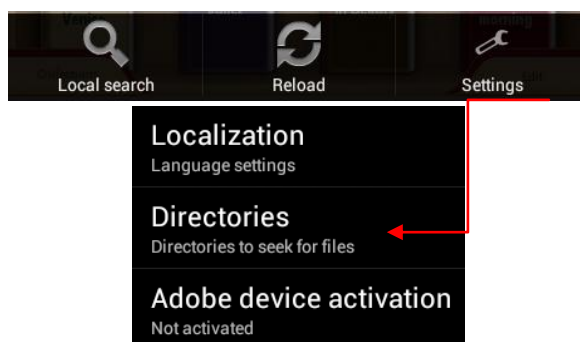 Local search
Reload
Settings
Localization
Language settings
Directories
Directories to seek for files
Adobe device activation
Not activated